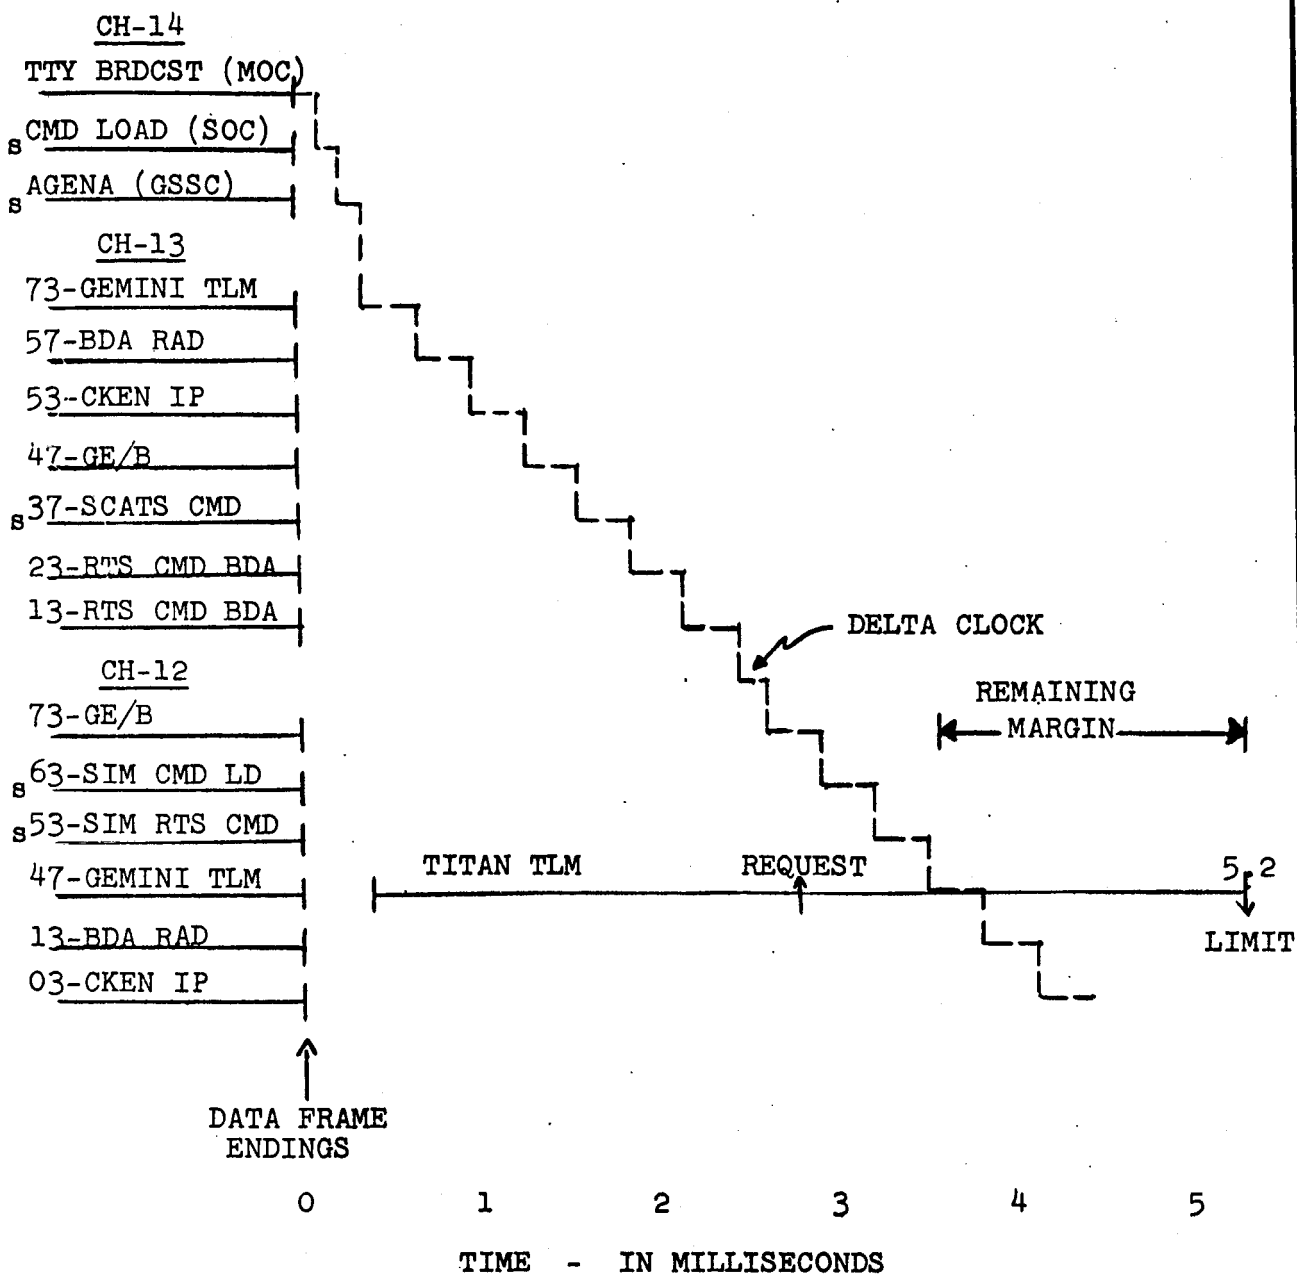 CH-14
TTY BRDCST (MOC)
s CMD LOAD (SOC)
s AGENA (GSSC)
CH-13
73-GEMINI TLM
57-BDA RAD
53-CKEN IP
47-GE/B
s 37-SCATS CMD
23-RTS CMD BDA
13-RTS CMD BDA
DELTA CLOCK
CH-12
REMAINING
MARGIN
73-GE/B
s 63-SIM CMD LD
s 53-SIM RTS CMD
47-GEMINI TLM
TITAN TLM
REQUEST
5.2
LIMIT
13-BDA RAD
03-CKEN IP
DATA FRAME
ENDINGS
0 1 2 3 4 5
TIME - IN MILLISECONDS